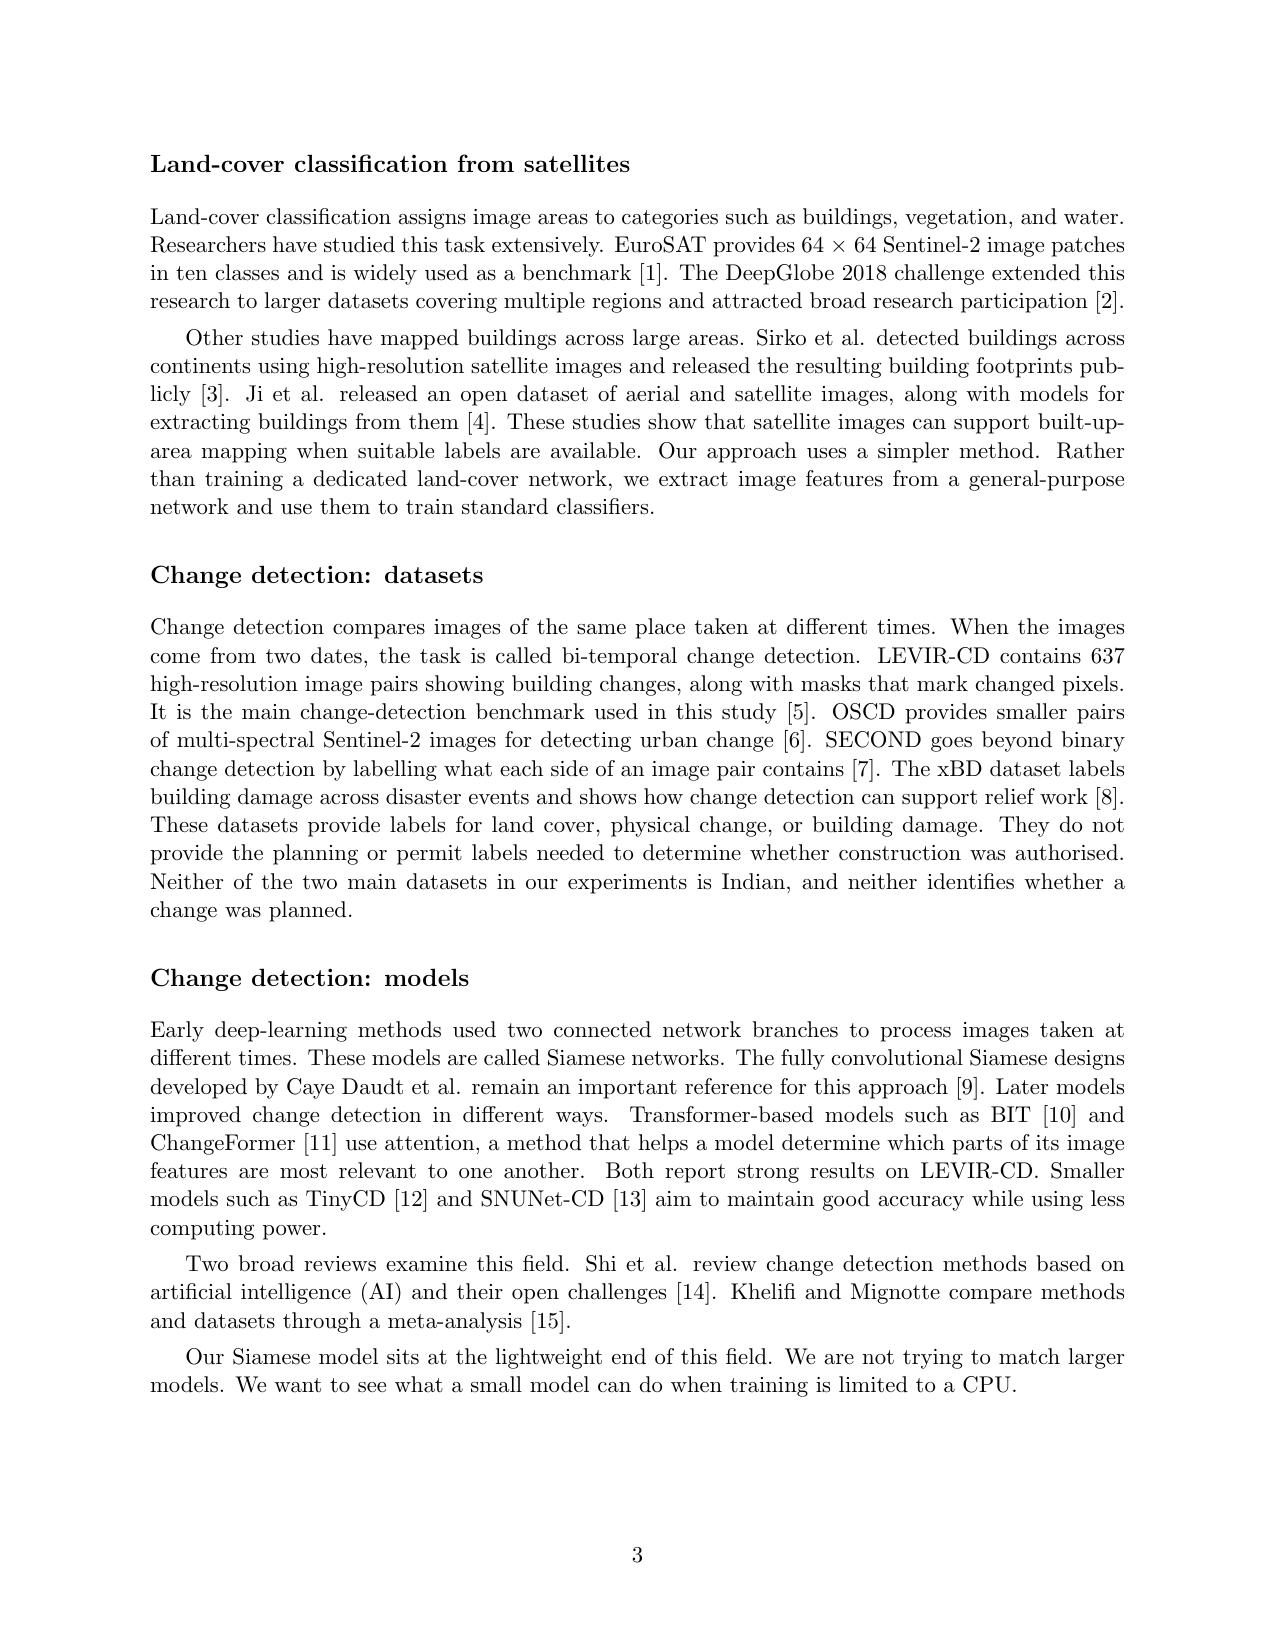 Land-cover classification from satellites
Land-cover classification assigns image areas to categories such as buildings, vegetation, and water.
Researchers have studied this task extensively. EuroSAT provides 64 × 64 Sentinel-2 image patches
in ten classes and is widely used as a benchmark [1]. The DeepGlobe 2018 challenge extended this
research to larger datasets covering multiple regions and attracted broad research participation [2].
Other studies have mapped buildings across large areas. Sirko et al. detected buildings across
continents using high-resolution satellite images and released the resulting building footprints pub-
licly [3]. Ji et al. released an open dataset of aerial and satellite images, along with models for
extracting buildings from them [4]. These studies show that satellite images can support built-up-
area mapping when suitable labels are available. Our approach uses a simpler method. Rather
than training a dedicated land-cover network, we extract image features from a general-purpose
network and use them to train standard classifiers.
Change detection: datasets
Change detection compares images of the same place taken at different times. When the images
come from two dates, the task is called bi-temporal change detection. LEVIR-CD contains 637
high-resolution image pairs showing building changes, along with masks that mark changed pixels.
It is the main change-detection benchmark used in this study [5]. OSCD provides smaller pairs
of multi-spectral Sentinel-2 images for detecting urban change [6]. SECOND goes beyond binary
change detection by labelling what each side of an image pair contains [7]. The xBD dataset labels
building damage across disaster events and shows how change detection can support relief work [8].
These datasets provide labels for land cover, physical change, or building damage. They do not
provide the planning or permit labels needed to determine whether construction was authorised.
Neither of the two main datasets in our experiments is Indian, and neither identifies whether a
change was planned.
Change detection: models
Early deep-learning methods used two connected network branches to process images taken at
different times. These models are called Siamese networks. The fully convolutional Siamese designs
developed by Caye Daudt et al. remain an important reference for this approach [9]. Later models
improved change detection in different ways. Transformer-based models such as BIT [10] and
ChangeFormer [11] use attention, a method that helps a model determine which parts of its image
features are most relevant to one another. Both report strong results on LEVIR-CD. Smaller
models such as TinyCD [12] and SNUNet-CD [13] aim to maintain good accuracy while using less
computing power.
Two broad reviews examine this field. Shi et al. review change detection methods based on
artificial intelligence (AI) and their open challenges [14]. Khelifi and Mignotte compare methods
and datasets through a meta-analysis [15].
Our Siamese model sits at the lightweight end of this field. We are not trying to match larger
models. We want to see what a small model can do when training is limited to a CPU.
3